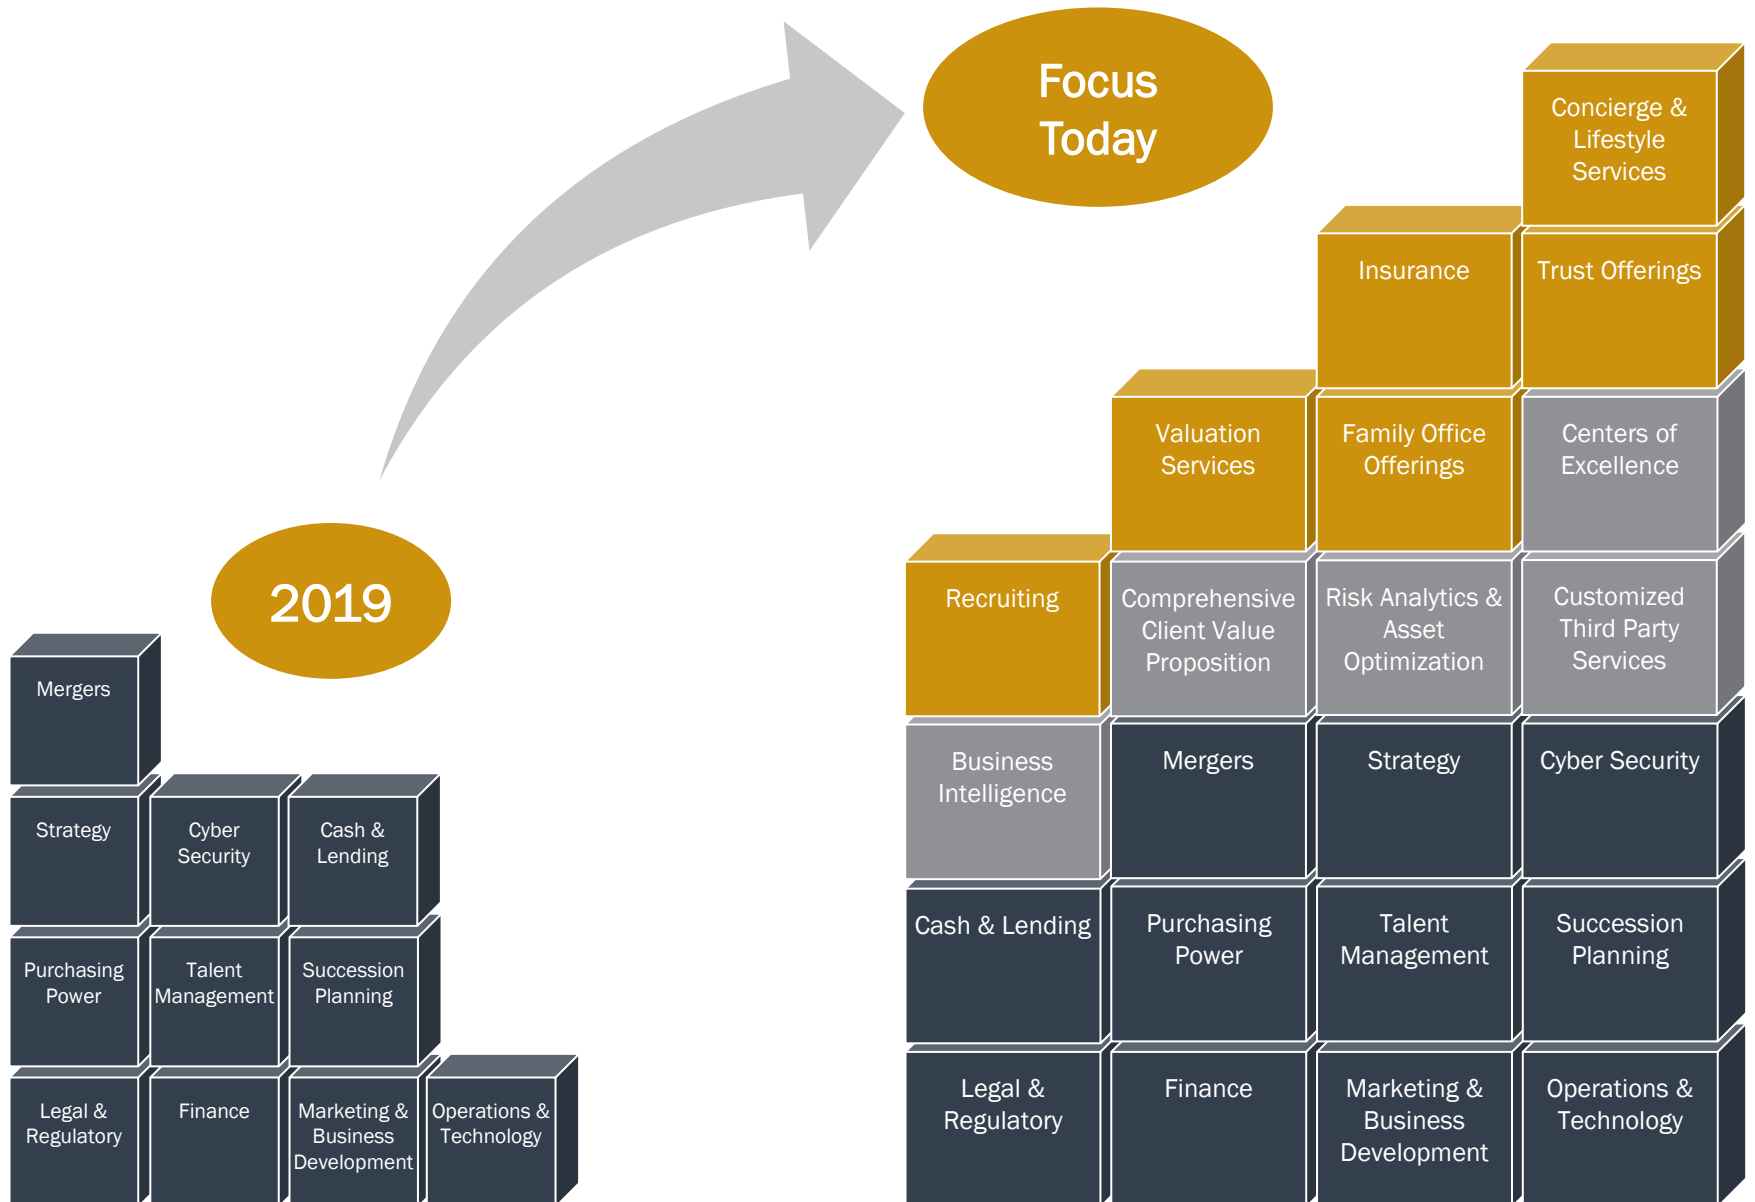 Focus
Today
2019
Mergers
Strategy
Cyber
Security
Cash &
Lending
Purchasing
Power
Talent
Management
Succession
Planning
Legal &
Regulatory
Finance
Marketing &
Business
Development
Operations &
Technology
Concierge &
Lifestyle
Services
Insurance
Trust Offerings
Valuation
Services
Family Office
Offerings
Centers of
Excellence
Recruiting
Comprehensive
Client Value
Proposition
Risk Analytics &
Asset
Optimization
Customized
Third Party
Services
Business
Intelligence
Mergers
Strategy
Cyber Security
Cash & Lending
Purchasing
Power
Talent
Management
Succession
Planning
Legal &
Regulatory
Finance
Marketing &
Business
Development
Operations &
Technology